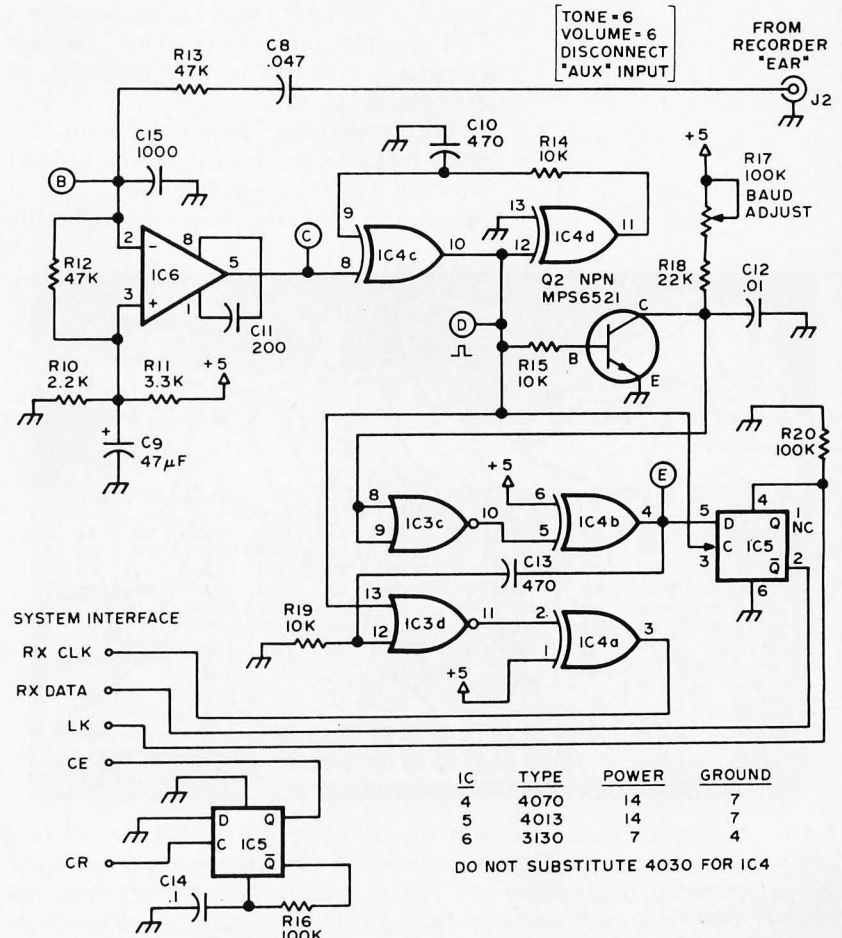 TONE=6
VOLUME=6
DISCONNECT
"AUX" INPUT
FROM
RECORDER
"EAR"
J2
R13
47K
C8
.047
C15
1000
B
C10
470
R14
10K
+5
R17
100K
BAUD
ADJUST
R12
47K
2
-
8
5
IC6
3
+
1
C11
200
C
9
8
IC4c
10
13
12
IC4d
11
R18
22K
C12
.01
Q2 NPN
MPS6521
C
B
E
D
R15
10K
R10
2.2K
R11
3.3K
+5
C9
47μF
R20
100K
+5
E
8
9
IC3c
10
6
5
IC4b
4
5
D
4
Q
1
NC
C
IC5
3
Q
2
6
C13
470
R19
10K
13
12
IC3d
11
2
1
IC4a
3
+5
SYSTEM INTERFACE
RX CLK
RX DATA
LK
CE
CR
D
Q
C
IC5
Q
C14
.1
R16
100K
IC TYPE POWER GROUND
4 4070 14 7
5 4013 14 7
6 3130 7 4
DO NOT SUBSTITUTE 4030 FOR IC4